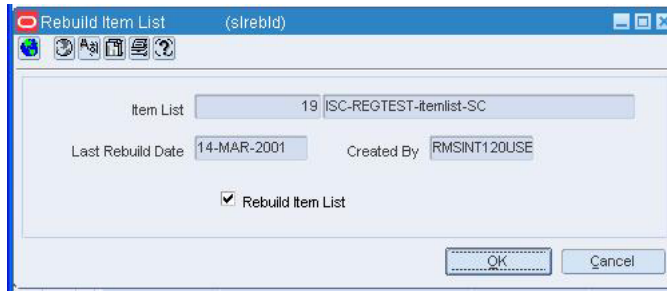 Rebuild Item List (slrebld)
Item List 19 ISC-REGTEST-itemlist-SC
Last Rebuild Date 14-MAR-2001 Created By RMSINT120USE
Rebuild Item List
OK Cancel